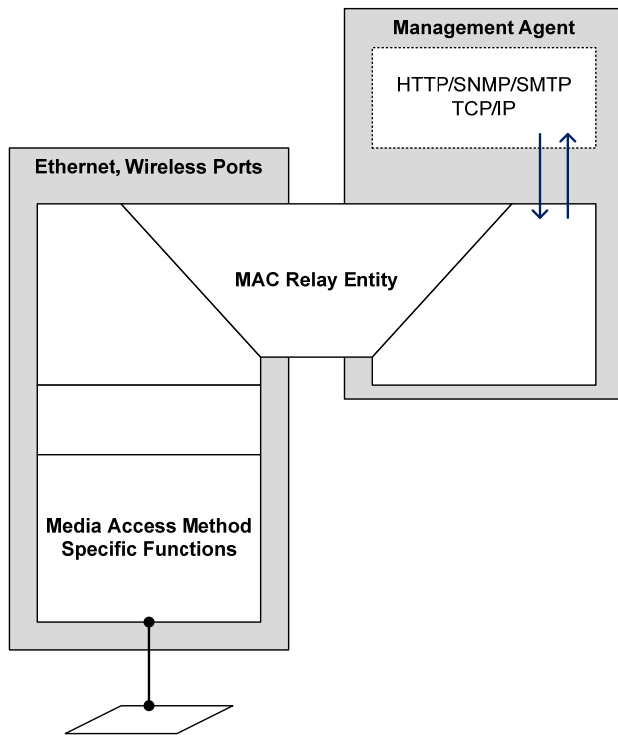 Management Agent
HTTP/SNMP/SMTP
TCP/IP
Ethernet, Wireless Ports
MAC Relay Entity
Media Access Method
Specific Functions